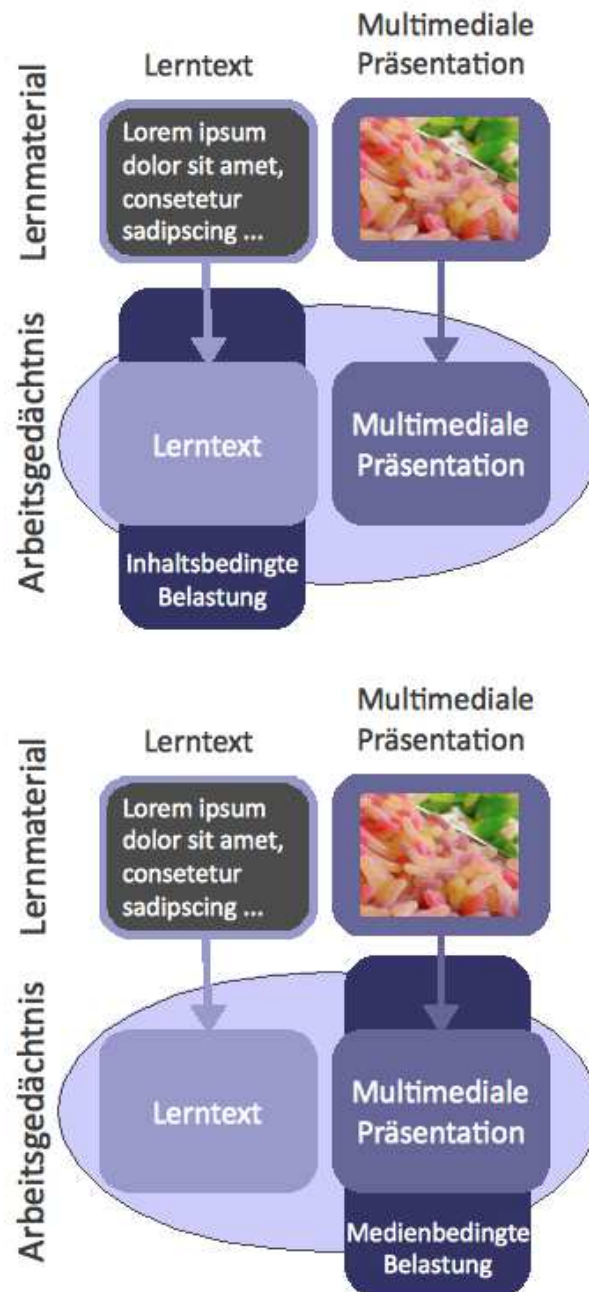 Multimediale
Lerntext
Präsentation
Lernmaterial
Lorem ipsum
dolor sit amet,
consetetur
sadipscing ...
Arbeitsgedächtnis
Lerntext
Multimediale
Präsentation
Inhaltsbedingte
Belastung
Multimediale
Lerntext
Präsentation
Lernmaterial
Lorem ipsum
dolor sit amet,
consetetur
sadipscing ...
Arbeitsgedächtnis
Lerntext
Multimediale
Präsentation
Medienbedingte
Belastung